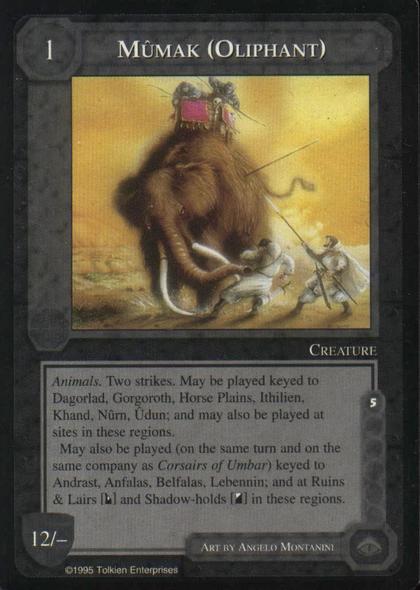 1
MÛMAK (OLIPHANT)
CREATURE
Animals. Two strikes. May be played keyed to
Dagorlad, Gorgoroth, Horse Plains, Ithilien,
Khand, Nûrn, Ûdun; and may also be played at
sites in these regions.
May also be played (on the same turn and on the
same company as Corsairs of Umbar) keyed to
Andrast, Anfalas, Belfalas, Lebennin; and at Ruins
& Lairs [] and Shadow-holds [] in these regions.
5
12/–
ART BY ANGELO MONTANINI
©1995 Tolkien Enterprises